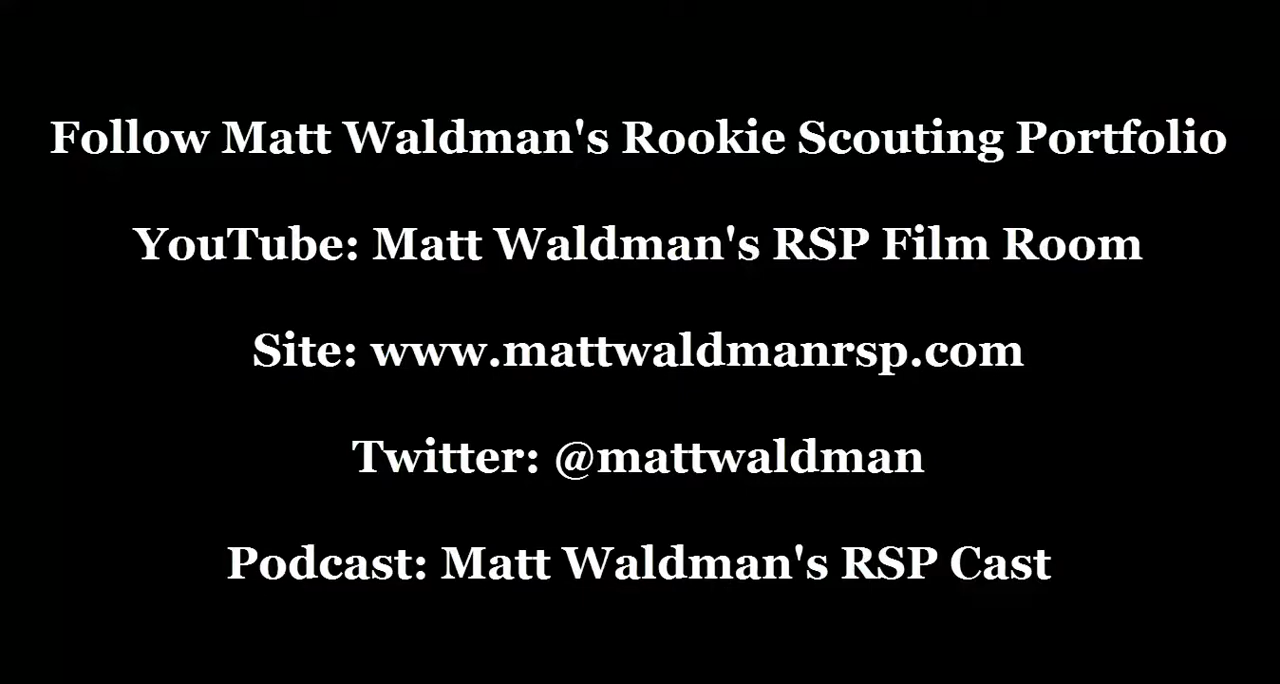 Follow Matt Waldman's Rookie Scouting Portfolio
YouTube: Matt Waldman's RSP Film Room
Site: www.mattwaldmanrsp.com
Twitter: @mattwaldman
Podcast: Matt Waldman's RSP Cast